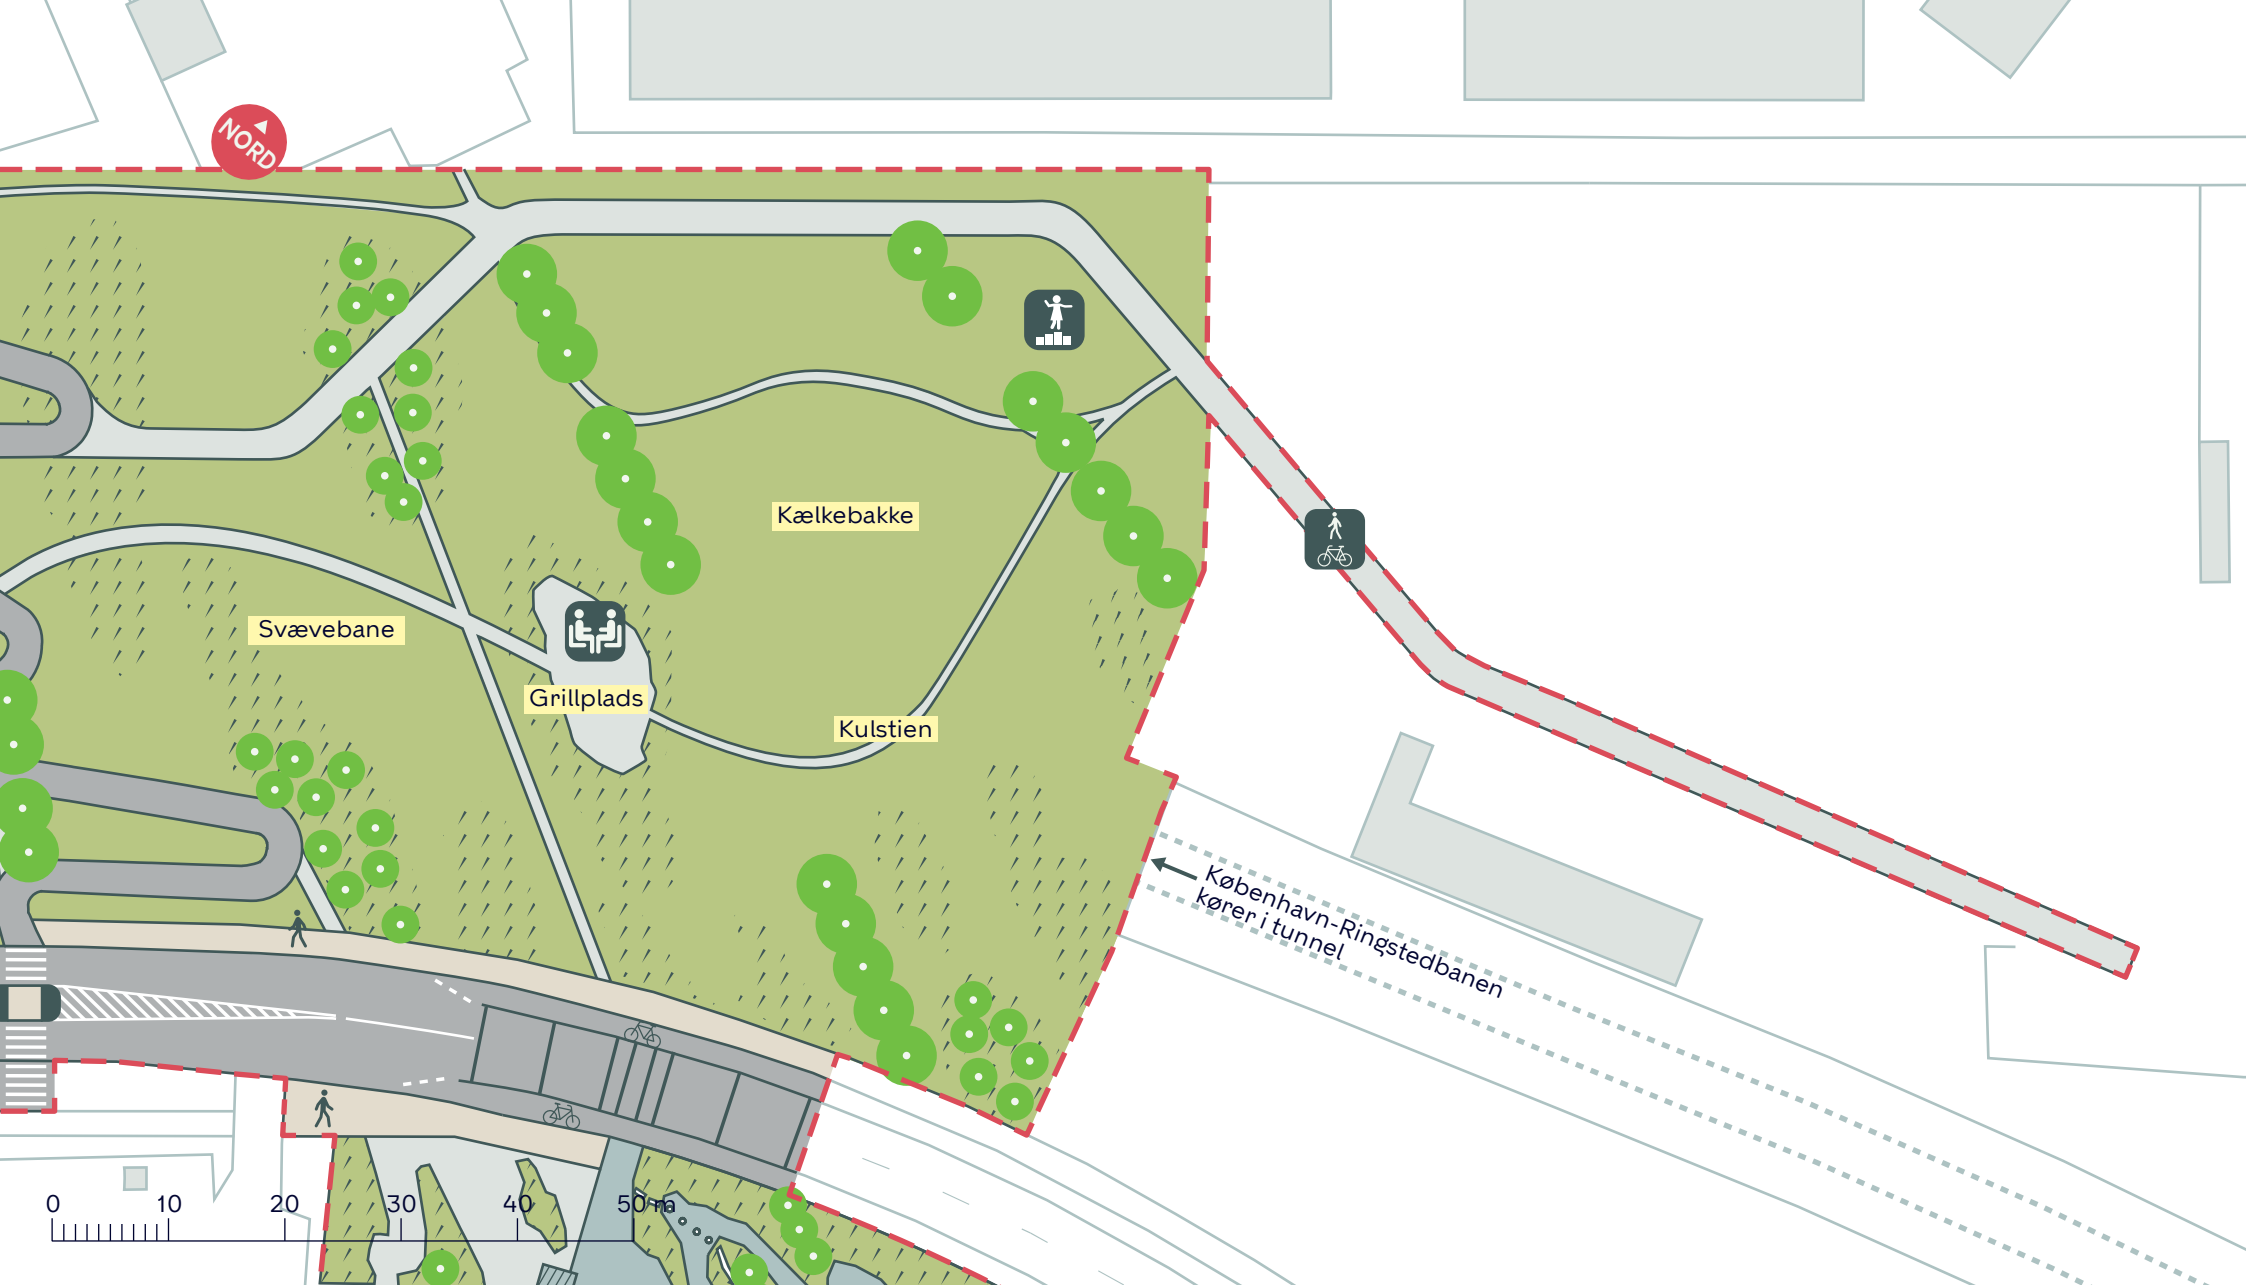 NORD
Kælkebakke
Svævebane
Grillplads
Kulstien
København-Ringstedbanen
kører i tunnel
0 10 20 30 40 50 m